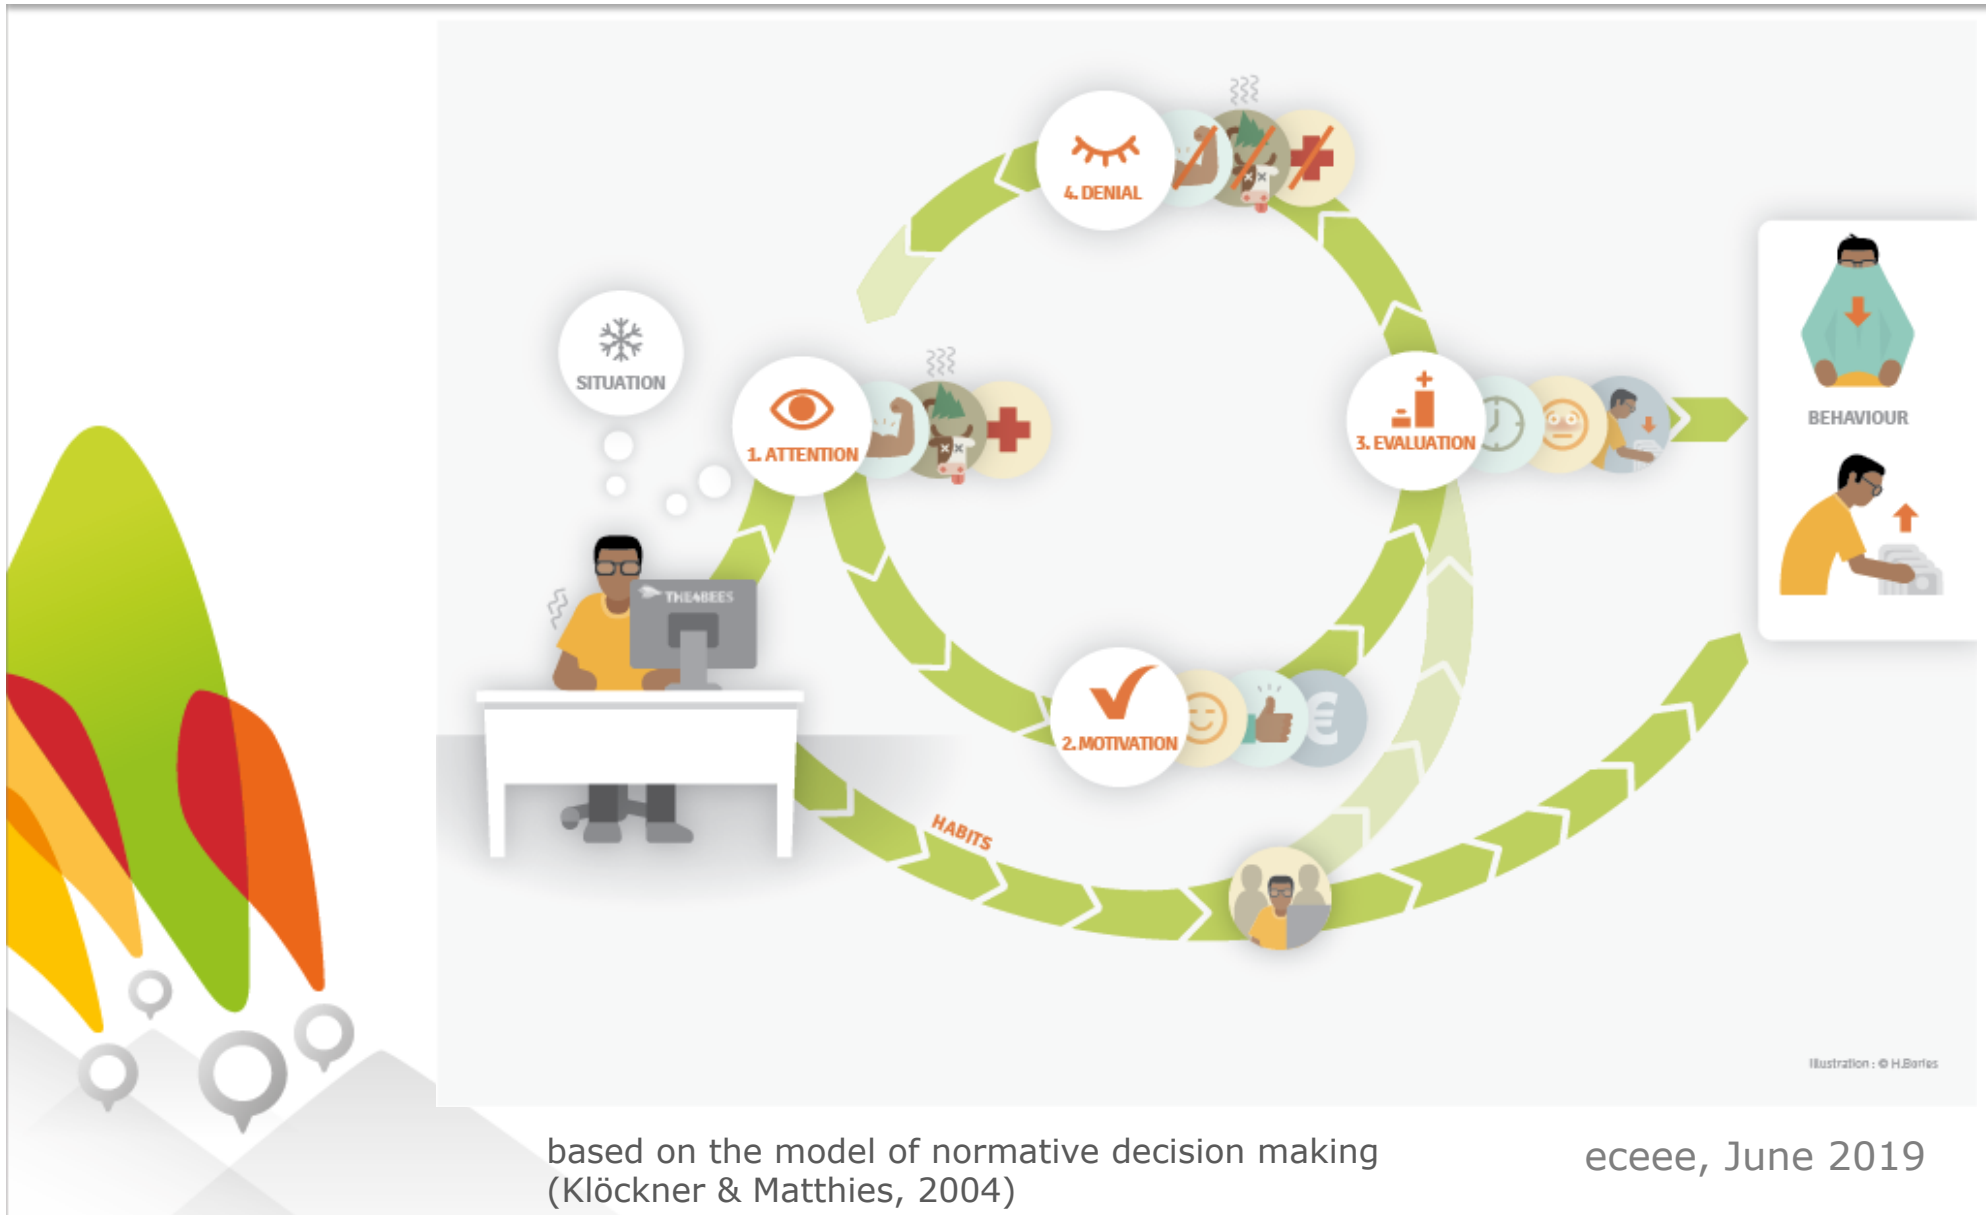 4. DENIAL
SITUATION
1. ATTENTION
3. EVALUATION
BEHAVIOUR
THE4BEES
2. MOTIVATION
€
HABITS
Illustration : © H.Bories
based on the model of normative decision making
(Klöckner & Matthies, 2004)
eceee, June 2019